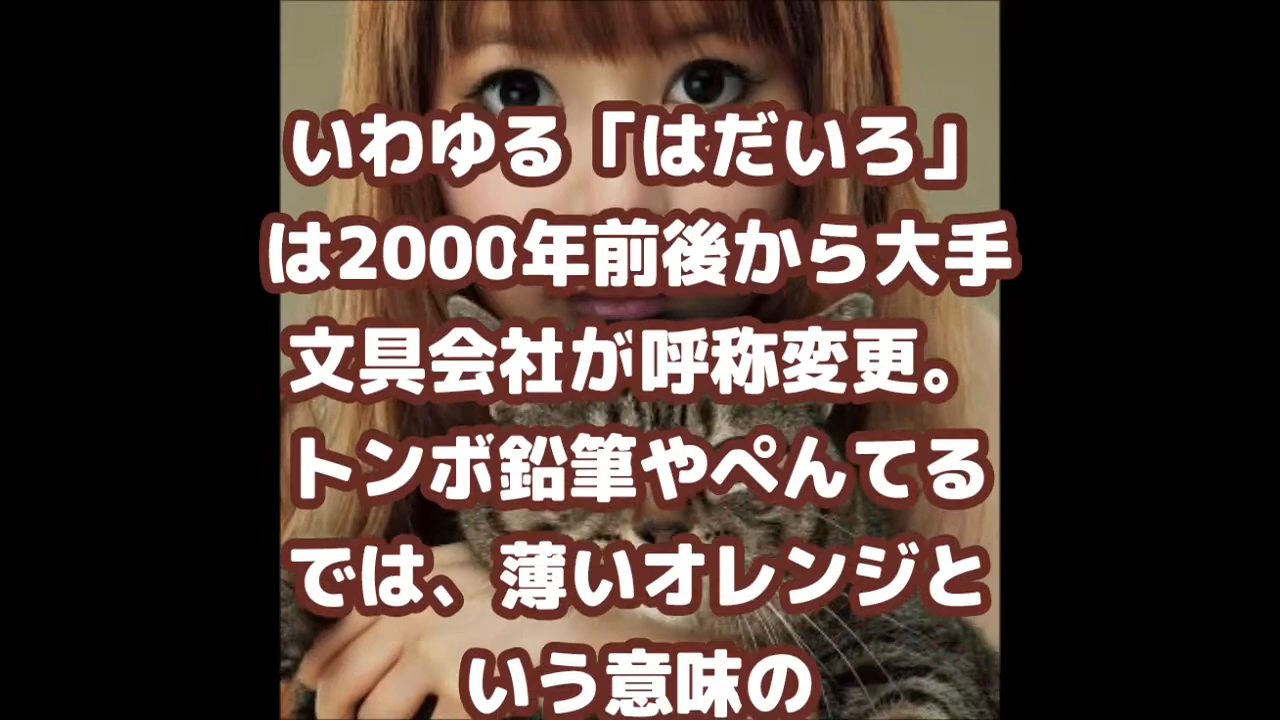 いわゆる「はだいろ」
は2000年前後から大手
文具会社が呼称変更。
トンボ鉛筆やぺんてる
では、薄いオレンジと
いう意味の